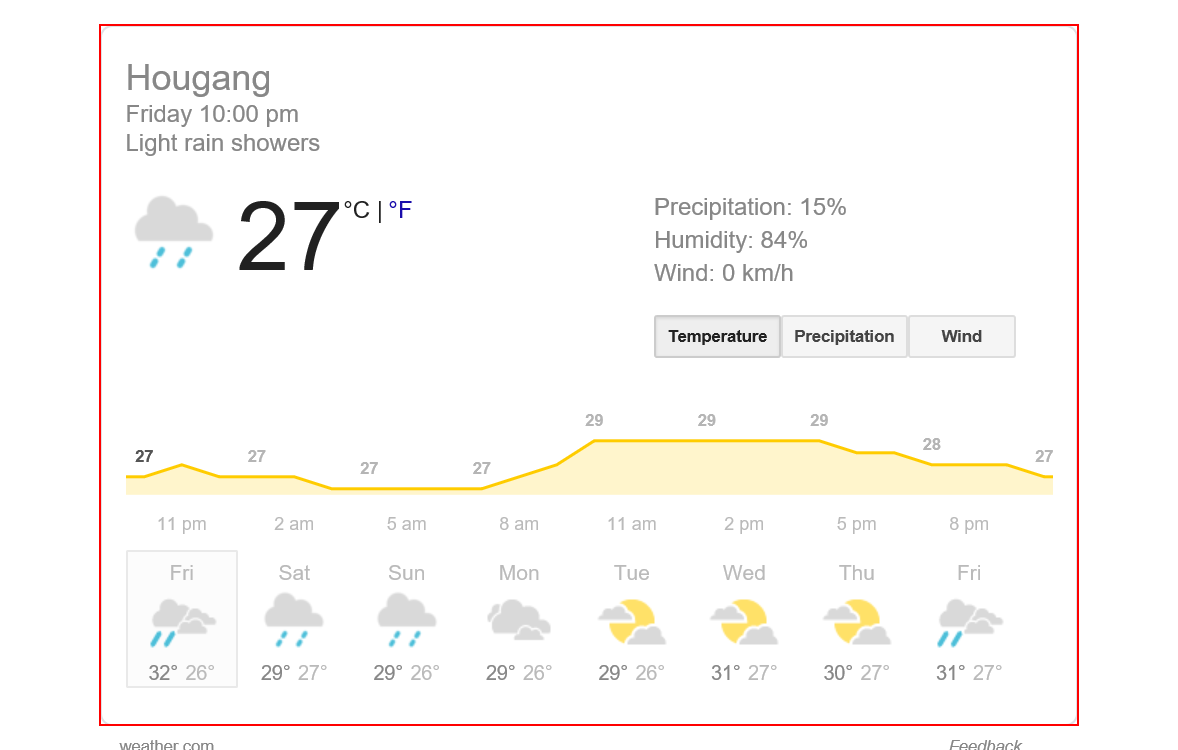 Hougang
Friday 10:00 pm
Light rain showers
27 °C | °F
Precipitation: 15%
Humidity: 84%
Wind: 0 km/h
Temperature Precipitation Wind
27 27 27 27 29 29 29 28 27
11 pm 2 am 5 am 8 am 11 am 2 pm 5 pm 8 pm
Fri Sat Sun Mon Tue Wed Thu Fri
32° 26° 29° 27° 29° 26° 29° 26° 29° 26° 31° 27° 30° 27° 31° 27°
weather.com Feedback